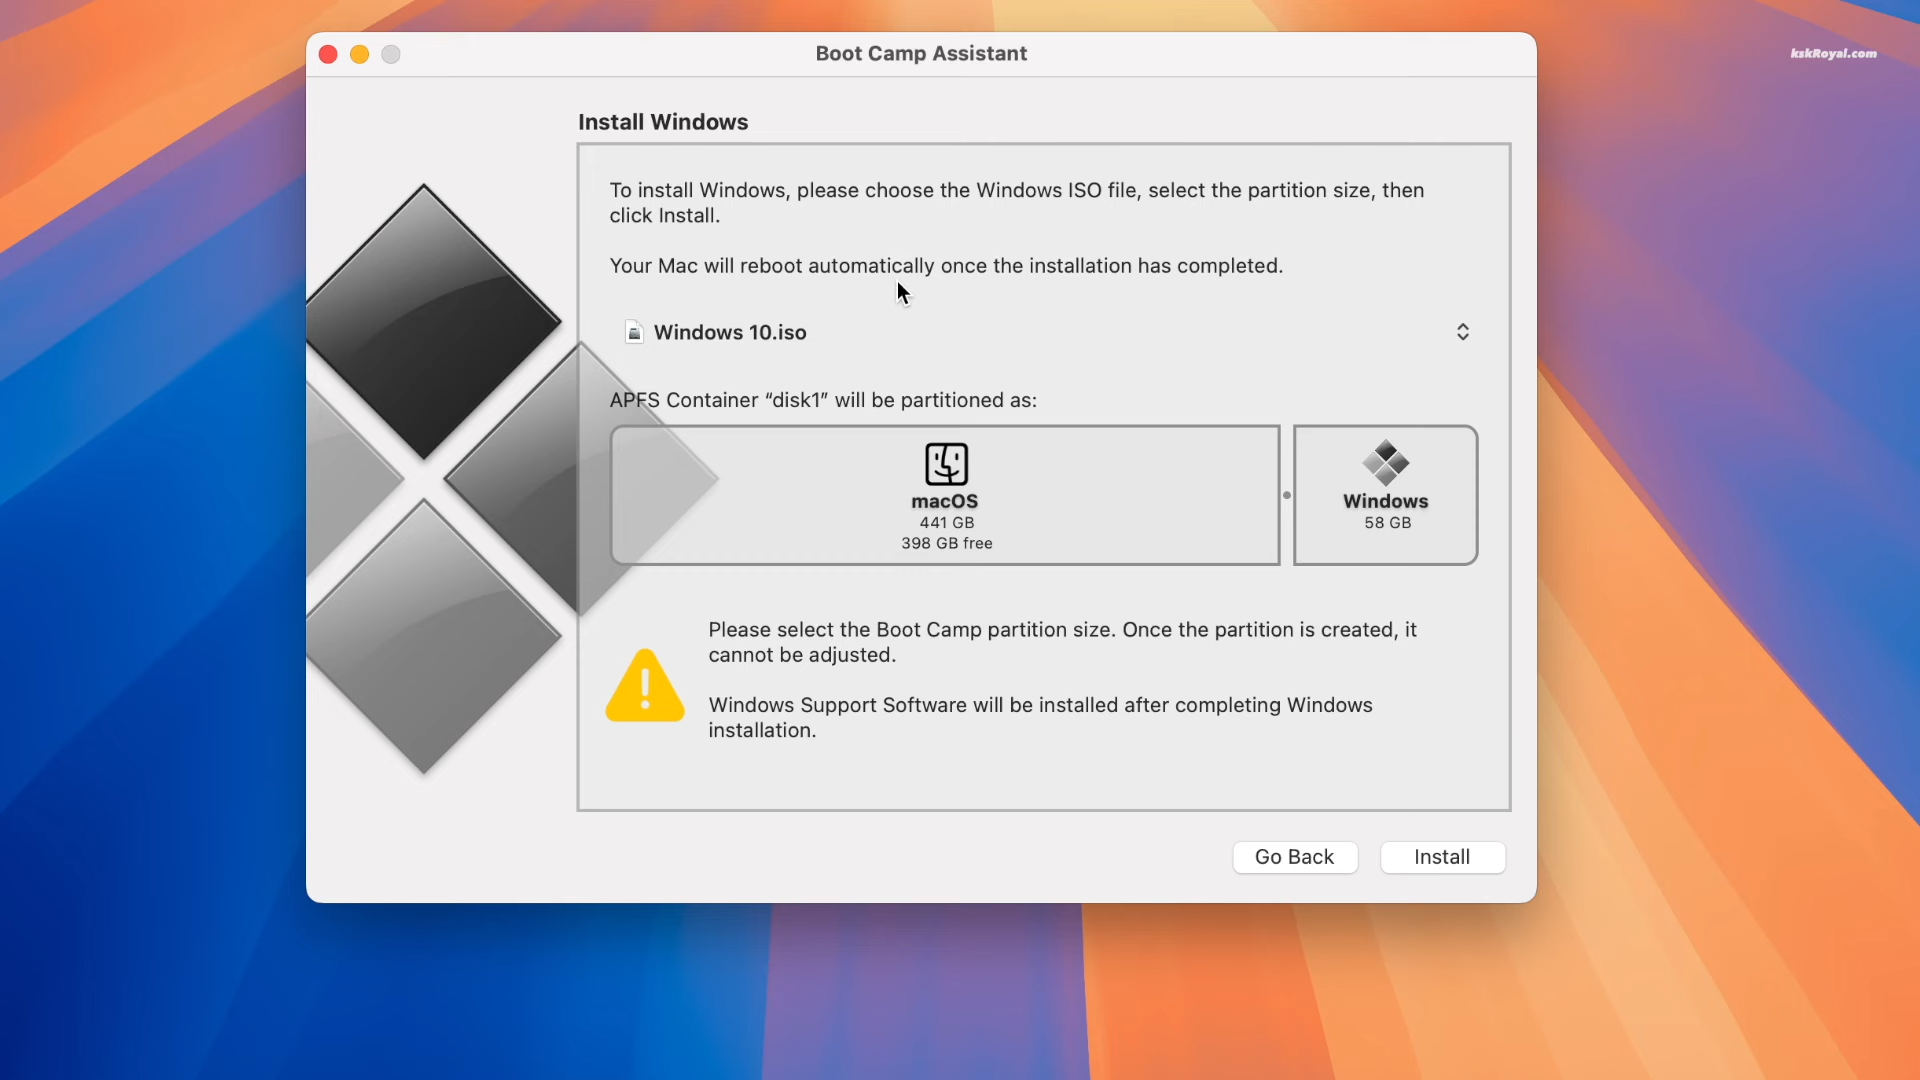 Boot Camp Assistant
kskRoyal.com
Install Windows
To install Windows, please choose the Windows ISO file, select the partition size, then
click Install.
Your Mac will reboot automatically once the installation has completed.
Windows 10.iso
APFS Container “disk1” will be partitioned as:
macOS
441 GB
398 GB free
Windows
58 GB
Please select the Boot Camp partition size. Once the partition is created, it
cannot be adjusted.
Windows Support Software will be installed after completing Windows
installation.
Go Back
Install